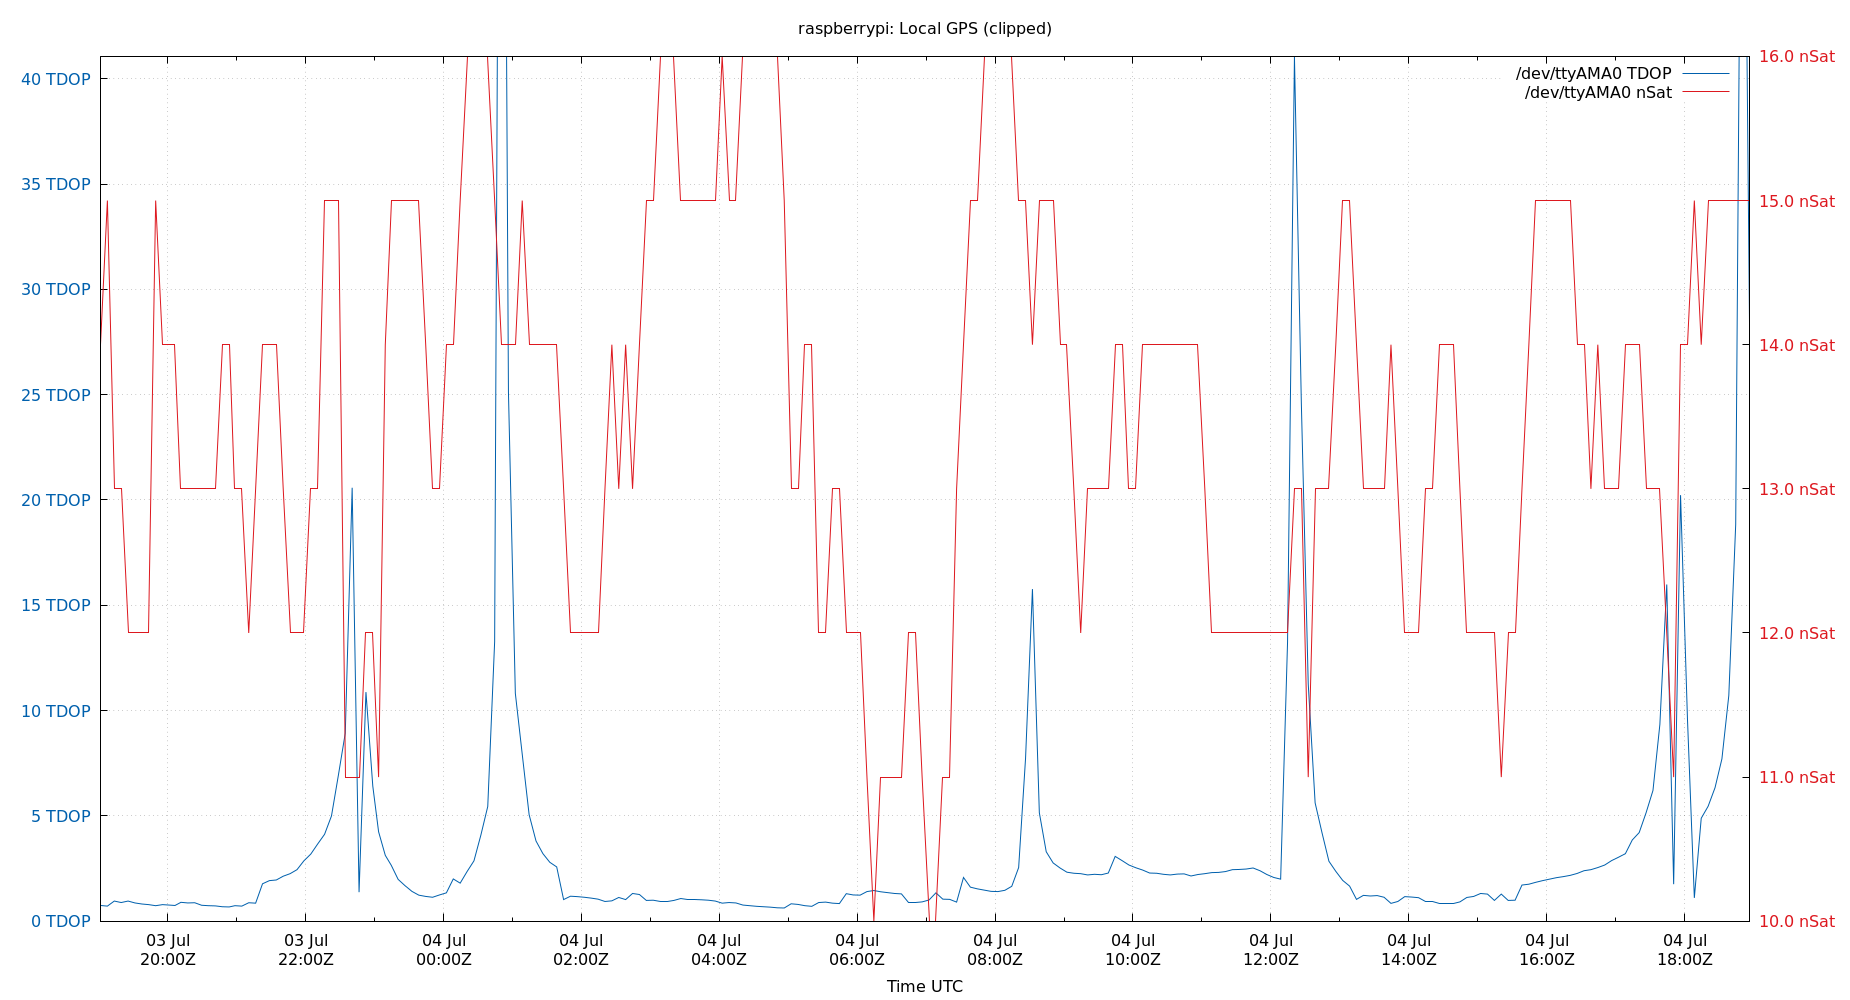 raspberrypi: Local GPS (clipped)
/dev/ttyAMA0 TDOP
/dev/ttyAMA0 nSat
40 TDOP
35 TDOP
30 TDOP
25 TDOP
20 TDOP
15 TDOP
10 TDOP
5 TDOP
0 TDOP
16.0 nSat
15.0 nSat
14.0 nSat
13.0 nSat
12.0 nSat
11.0 nSat
10.0 nSat
03 Jul
20:00Z
03 Jul
22:00Z
04 Jul
00:00Z
04 Jul
02:00Z
04 Jul
04:00Z
04 Jul
06:00Z
04 Jul
08:00Z
04 Jul
10:00Z
04 Jul
12:00Z
04 Jul
14:00Z
04 Jul
16:00Z
04 Jul
18:00Z
Time UTC